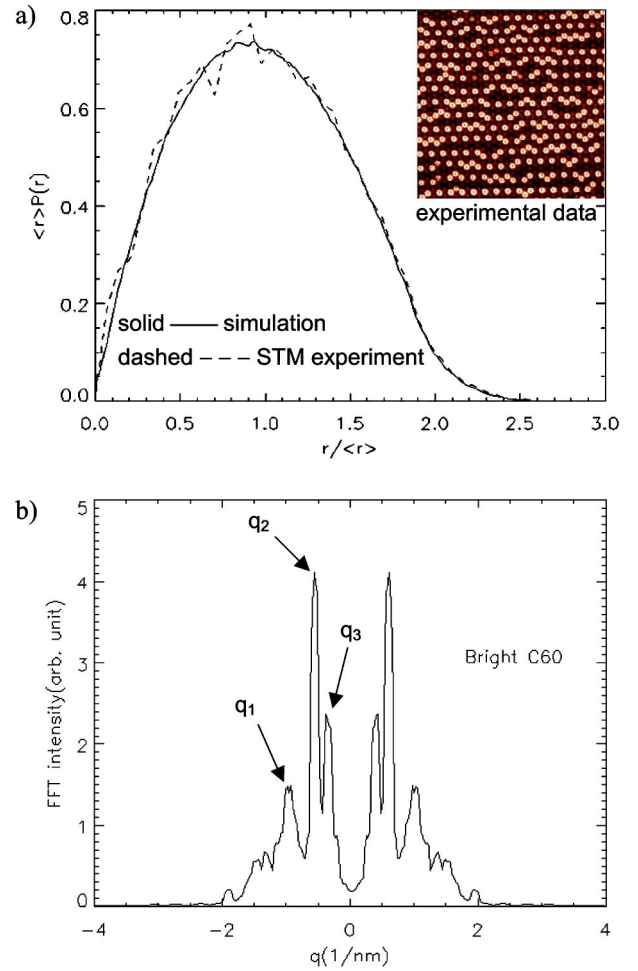 a)
0.8
0.6
0.4
0.2
0.0
<r>P(r)
experimental data
solid —— simulation
dashed – – – STM experiment
0.0 0.5 1.0 1.5 2.0 2.5 3.0
r/<r>
b)
5
4
3
2
1
0
FFT intensity(arb. unit)
q2
q3
q1
Bright C60
−4 −2 0 2 4
q(1/nm)